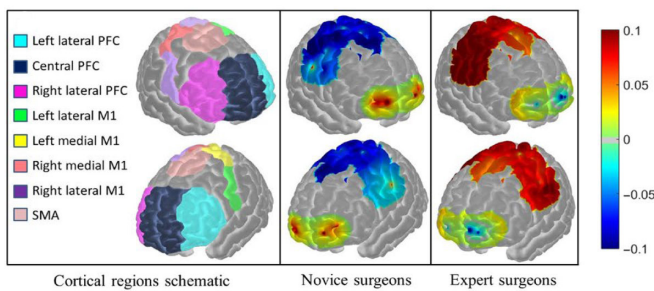 Left lateral PFC
Central PFC
Right lateral PFC
Left lateral M1
Left medial M1
Right medial M1
Right lateral M1
SMA
0.1
0.05
0
-0.05
-0.1
Cortical regions schematic
Novice surgeons
Expert surgeons